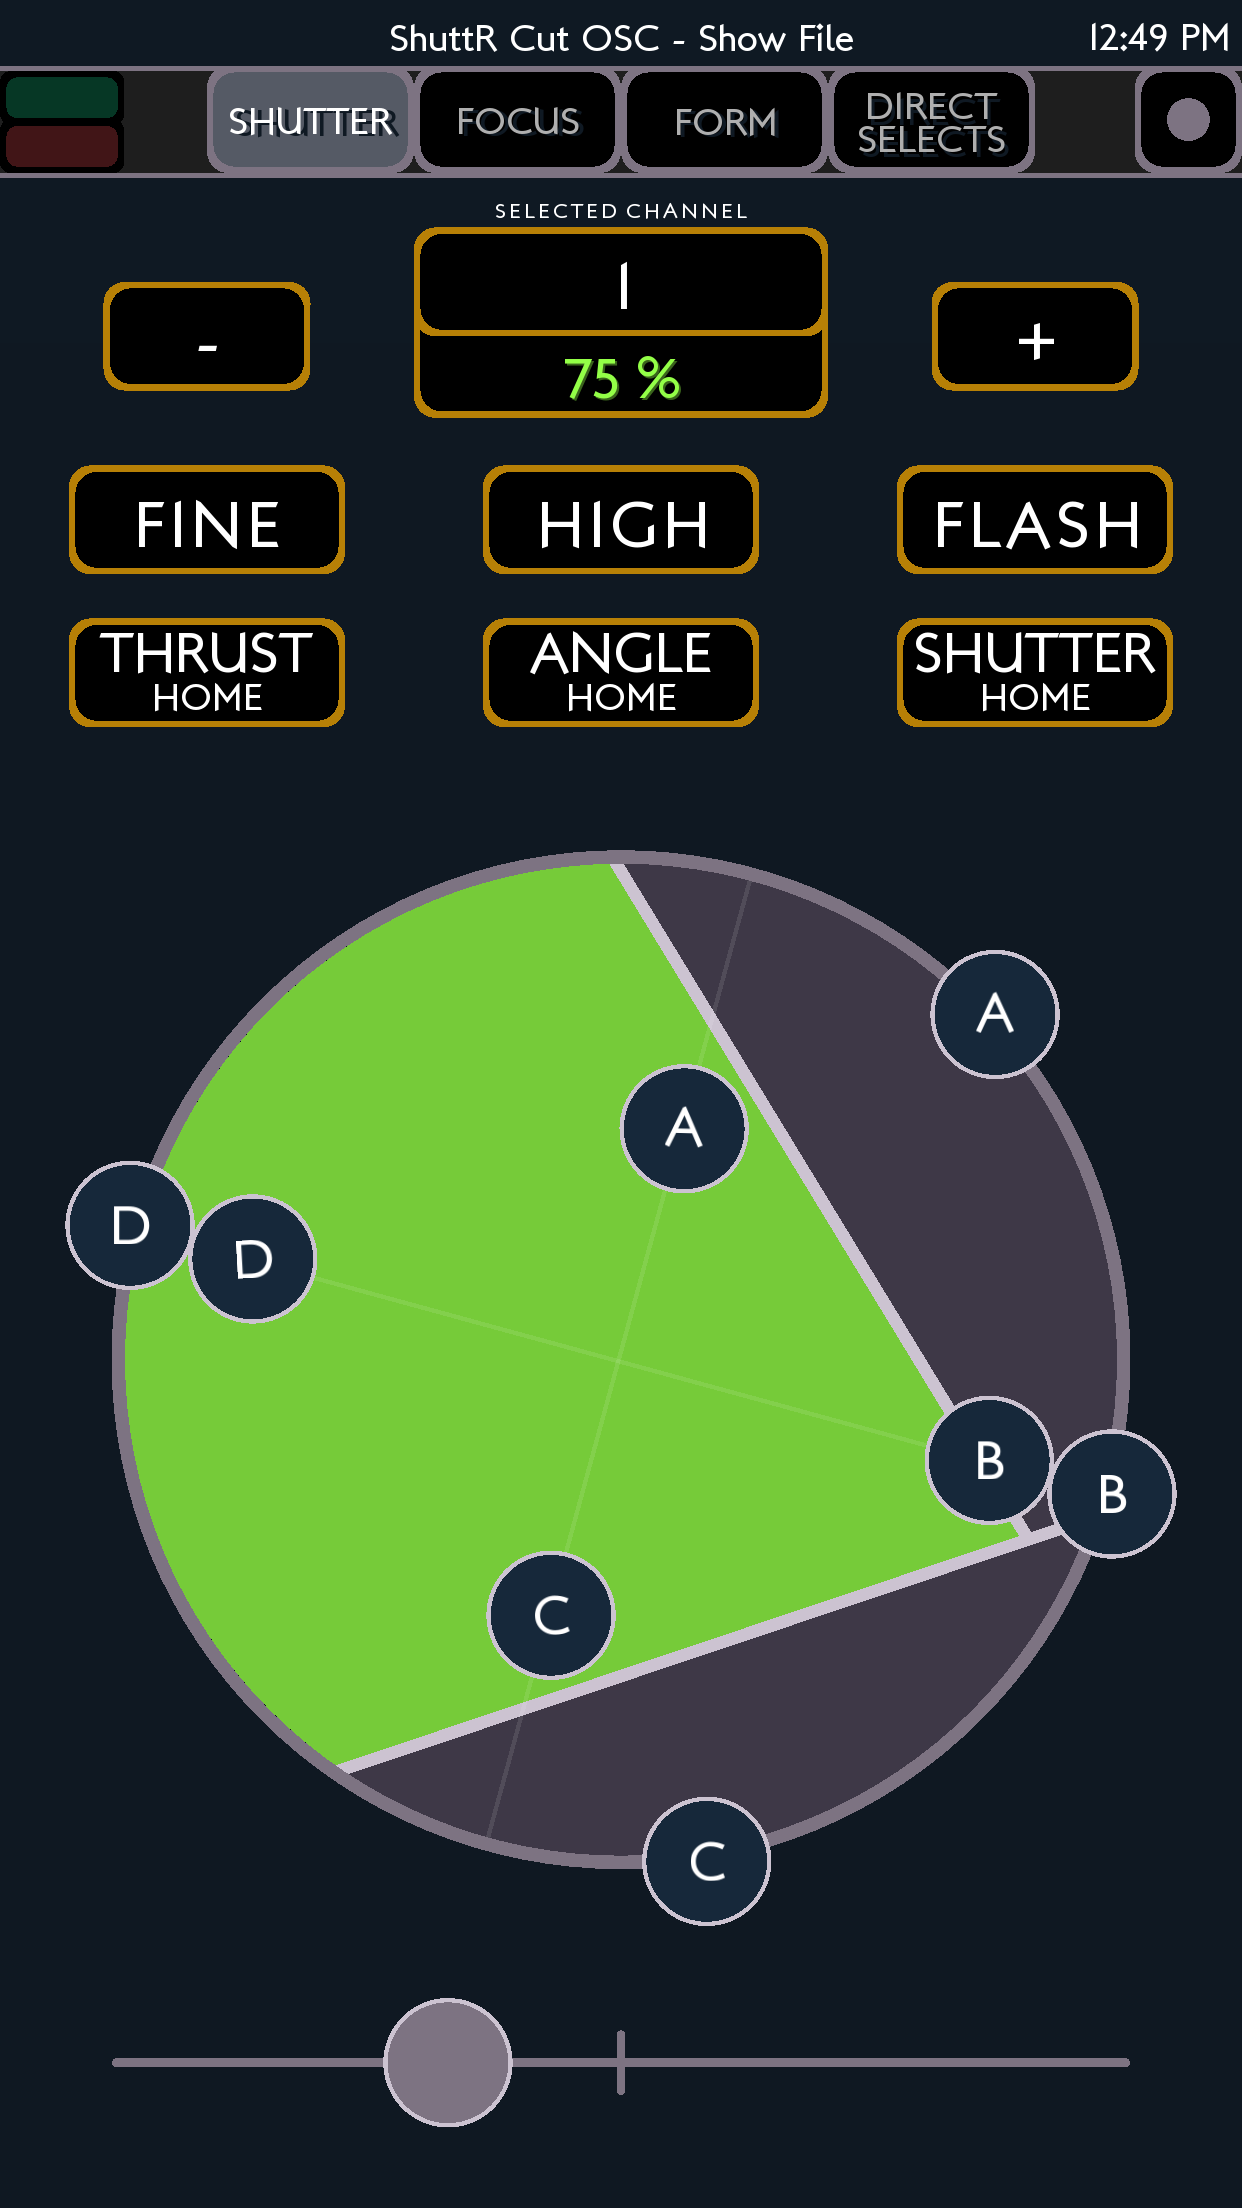 ShuttR Cut OSC - Show File
12:49 PM
SHUTTER
FOCUS
FORM
DIRECT
SELECTS
SELECTED CHANNEL
-
1
+
75 %
FINE
HIGH
FLASH
THRUST
HOME
ANGLE
HOME
SHUTTER
HOME
A
A
D
D
B
B
C
C